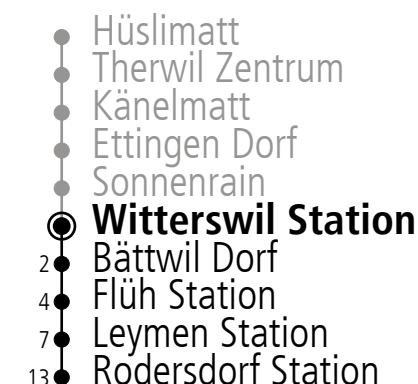 Hüslimatt
Therwil Zentrum
Känelmatt
Ettingen Dorf
Sonnenrain
Witterswil Station
2 Bättwil Dorf
4 Flüh Station
7 Leymen Station
13 Rodersdorf Station